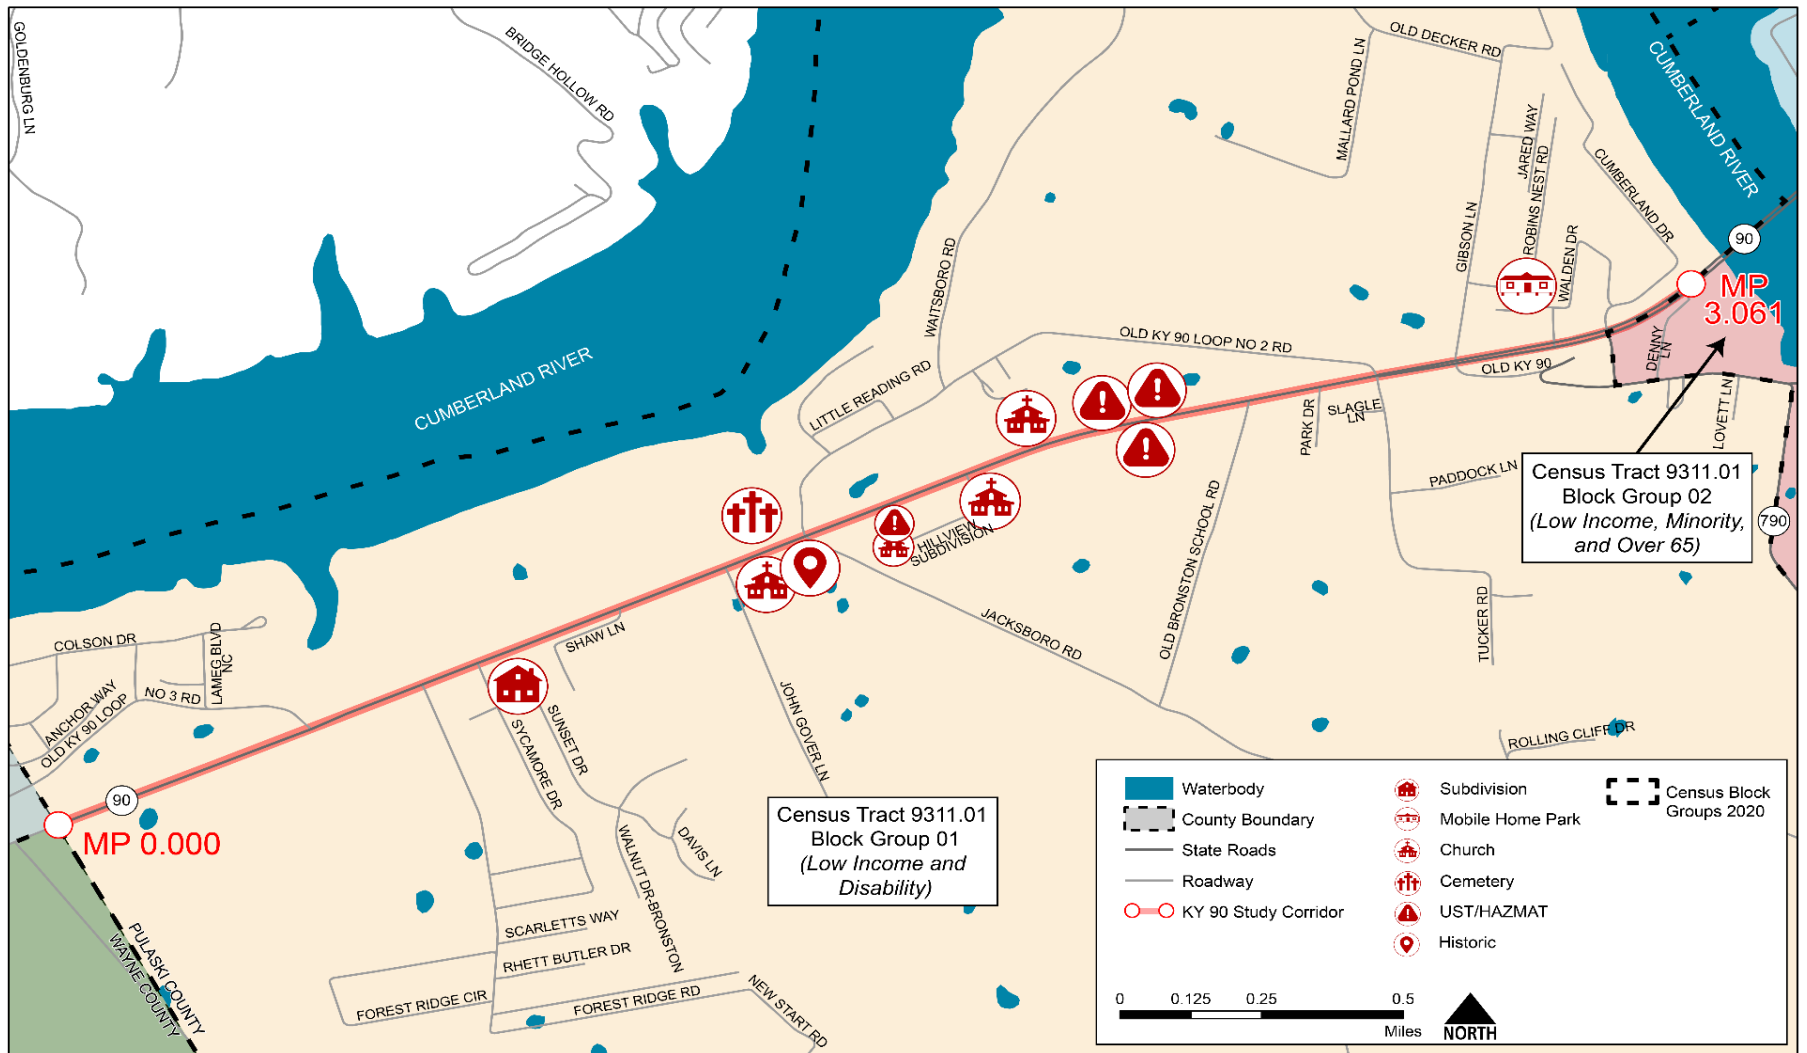 GOLDENBURG LN
BRIDGE HOLLOW RD
OLD DECKER RD
MALLARD POND LN
CUMBERLAND RIVER
JARED WAY
ROBINS NEST RD
CUMBERLAND DR
GIBSON LN
WALDEN DR
WAITSBORO RD
90
MP
3.061
OLD KY 90 LOOP NO 2 RD
DENNY
LN
OLD KY 90
CUMBERLAND RIVER
LITTLE READING RD
PARK DR
SLAGLE
LN
LOVETT LN
PADDOCK LN
Census Tract 9311.01
Block Group 02
(Low Income, Minority,
and Over 65)
790
HILLVIEW
SUBDIVISION
OLD BRONSTON SCHOOL RD
JACKSBORO RD
TUCKER RD
COLSON DR
LAMEG BLVD
NC
SHAW LN
ANCHOR WAY
OLD KY 90 LOOP
NO 3 RD
JOHN GOVER LN
SUNSET DR
SYCAMORE DR
ROLLING CLIFF DR
90
MP 0.000
WALNUT DR-BRONSTON
DAVIS LN
Census Tract 9311.01
Block Group 01
(Low Income and
Disability)
SCARLETTS WAY
RHETT BUTLER DR
FOREST RIDGE CIR
FOREST RIDGE RD
NEW START RD
PULASKI COUNTY
WAYNE COUNTY
Waterbody
County Boundary
State Roads
Roadway
KY 90 Study Corridor
Subdivision
Mobile Home Park
Church
Cemetery
UST/HAZMAT
Historic
Census Block
Groups 2020
0 0.125 0.25 0.5
Miles
NORTH